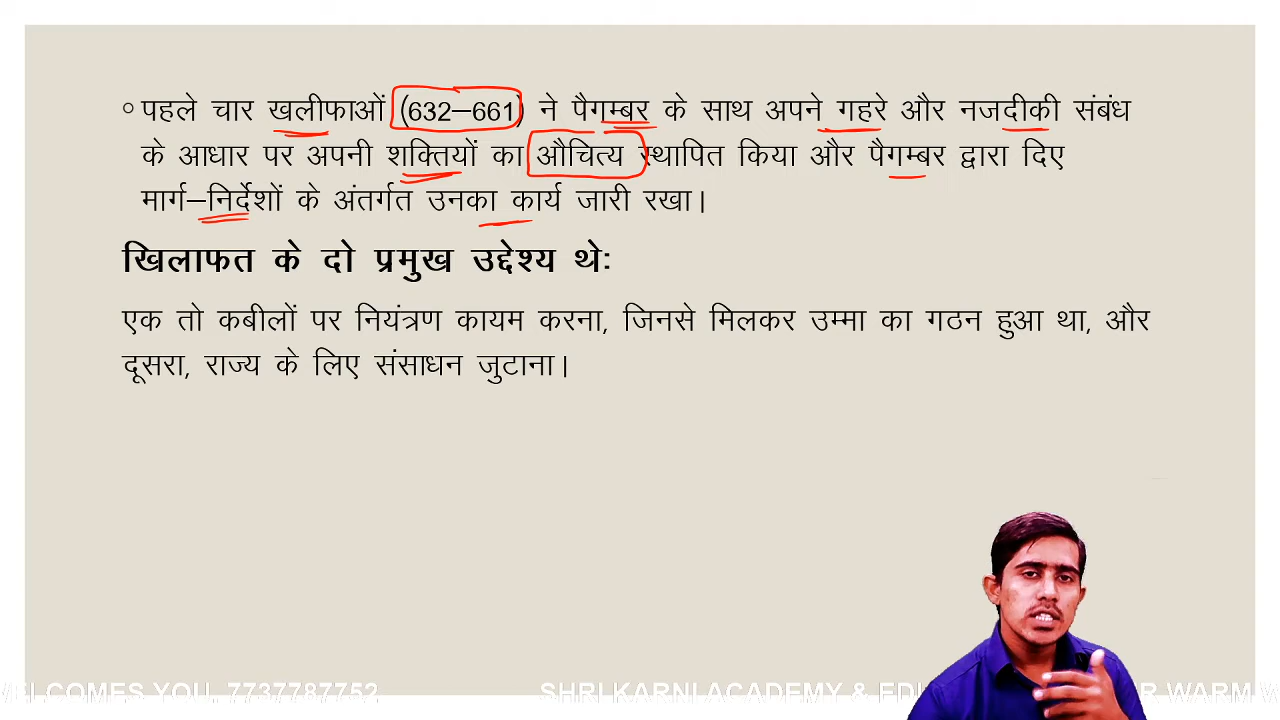 पहले चार खलीफाओं (632–661) ने पैगम्बर के साथ अपने गहरे और नजदीकी संबंध
के आधार पर अपनी शक्तियों का औचित्य स्थापित किया और पैगम्बर द्वारा दिए
मार्ग–निर्देशों के अंतर्गत उनका कार्य जारी रखा।
खिलाफत के दो प्रमुख उद्देश्य थे:
एक तो कबीलों पर नियंत्रण कायम करना, जिनसे मिलकर उम्मा का गठन हुआ था, और
दूसरा, राज्य के लिए संसाधन जुटाना।
WELCOMES YOU, 7737787752 SHRI KARNI ACADEMY & WARM